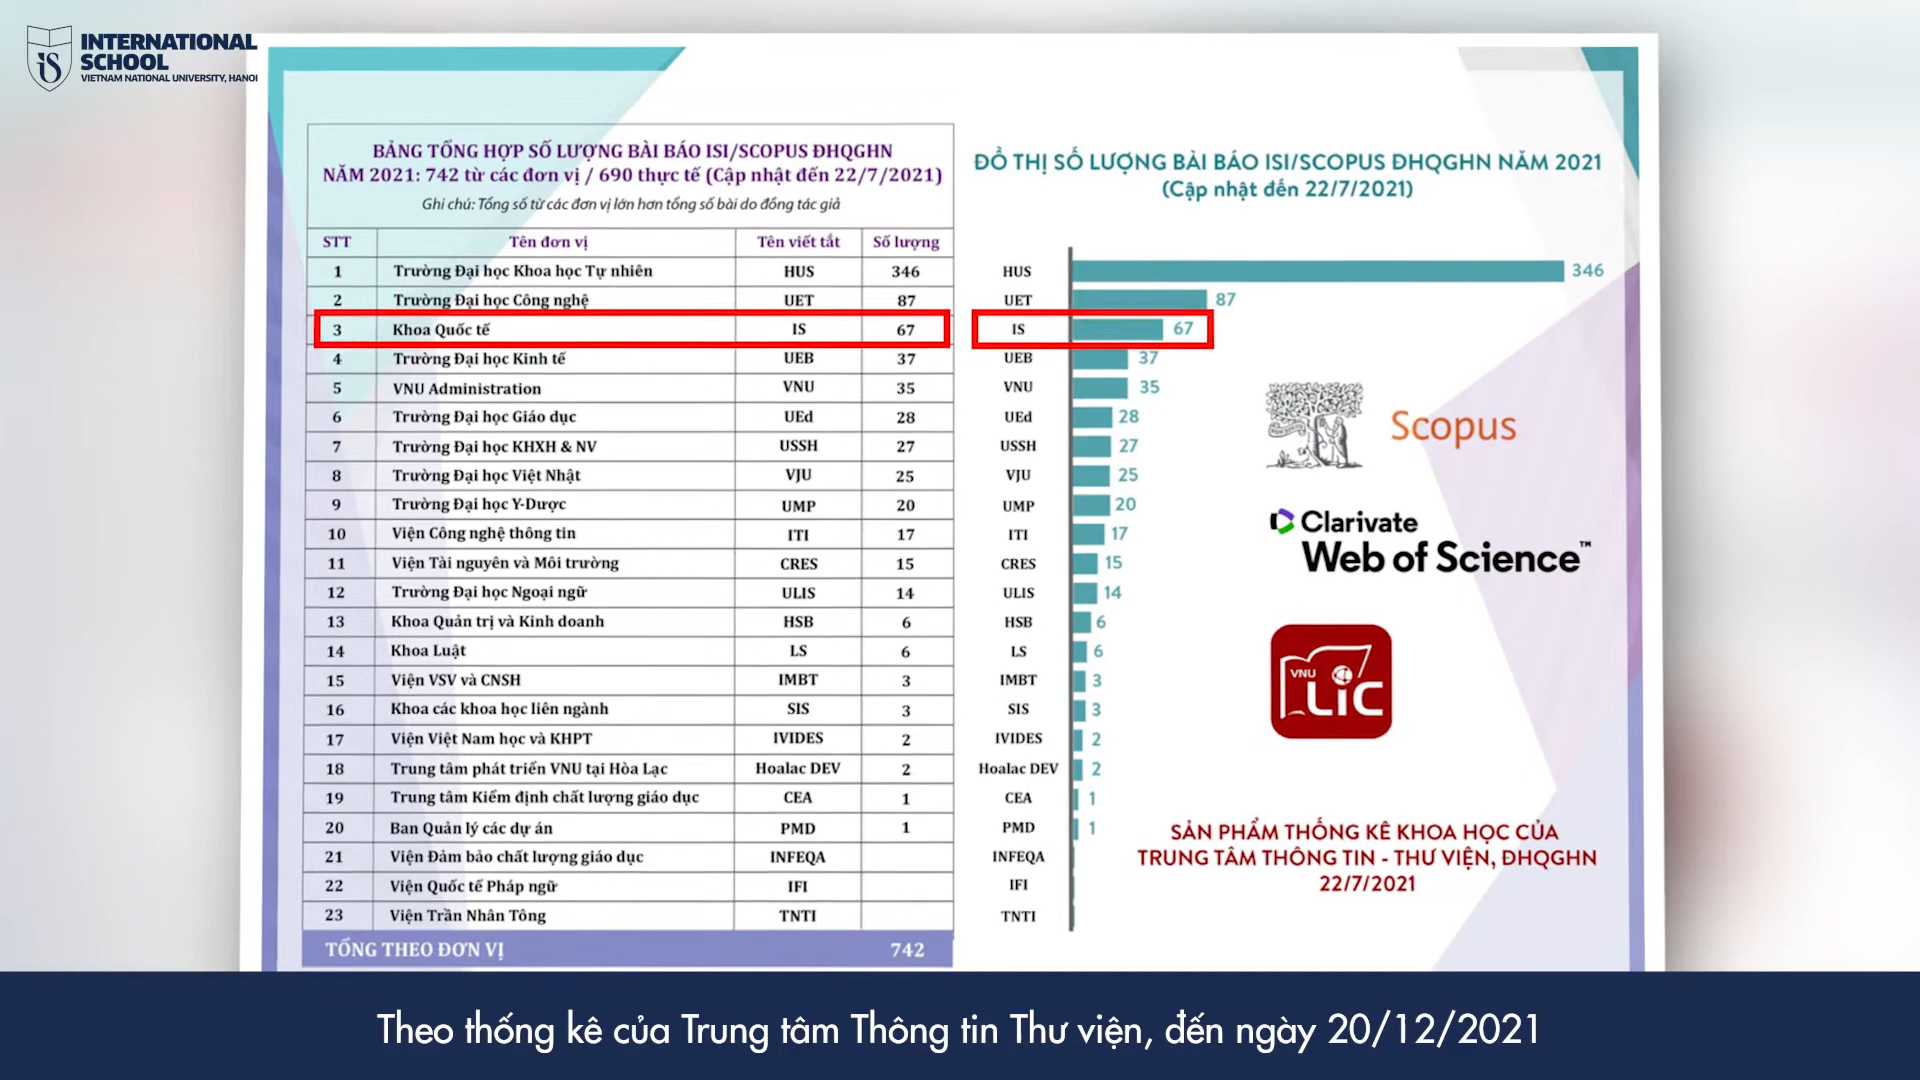 INTERNATIONAL
SCHOOL
VIETNAM NATIONAL UNIVERSITY, HANOI
iS
BẢNG TỔNG HỢP SỐ LƯỢNG BÀI BÁO ISI/SCOPUS ĐHQGHN
NĂM 2021: 742 từ các đơn vị / 690 thực tế (Cập nhật đến 22/7/2021)
Ghi chú: Tổng số từ các đơn vị lớn hơn tổng số bài do đồng tác giả
STT Tên đơn vị Tên viết tắt Số lượng
1 Trường Đại học Khoa học Tự nhiên HUS 346
2 Trường Đại học Công nghệ UET 87
3 Khoa Quốc tế IS 67
4 Trường Đại học Kinh tế UEB 37
5 VNU Administration VNU 35
6 Trường Đại học Giáo dục UEd 28
7 Trường Đại học KHXH & NV USSH 27
8 Trường Đại học Việt Nhật VJU 25
9 Trường Đại học Y-Dược UMP 20
10 Viện Công nghệ thông tin ITI 17
11 Viện Tài nguyên và Môi trường CRES 15
12 Trường Đại học Ngoại ngữ ULIS 14
13 Khoa Quản trị và Kinh doanh HSB 6
14 Khoa Luật LS 6
15 Viện VSV và CNSH IMBT 3
16 Khoa các khoa học liên ngành SIS 3
17 Viện Việt Nam học và KHPT IVIDES 2
18 Trung tâm phát triển VNU tại Hòa Lạc Hoalac DEV 2
19 Trung tâm Kiểm định chất lượng giáo dục CEA 1
20 Ban Quản lý các dự án PMD 1
21 Viện Đảm bảo chất lượng giáo dục INFEQA
22 Viện Quốc tế Pháp ngữ IFI
23 Viện Trần Nhân Tông TNTI
TỔNG THEO ĐƠN VỊ 742
ĐỒ THỊ SỐ LƯỢNG BÀI BÁO ISI/SCOPUS ĐHQGHN NĂM 2021
(Cập nhật đến 22/7/2021)
HUS 346
UET 87
IS 67
UEB 37
VNU 35
UEd 28
USSH 27
VJU 25
UMP 20
ITI 17
CRES 15
ULIS 14
HSB 6
LS 6
IMBT 3
SIS 3
IVIDES 2
Hoalac DEV 2
CEA 1
PMD 1
INFEQA
IFI
TNTI
Scopus
Clarivate
Web of Science™
VNU
LiC
SẢN PHẨM THỐNG KÊ KHOA HỌC CỦA
TRUNG TÂM THÔNG TIN - THƯ VIỆN, ĐHQGHN
22/7/2021
Theo thống kê của Trung tâm Thông tin Thư viện, đến ngày 20/12/2021